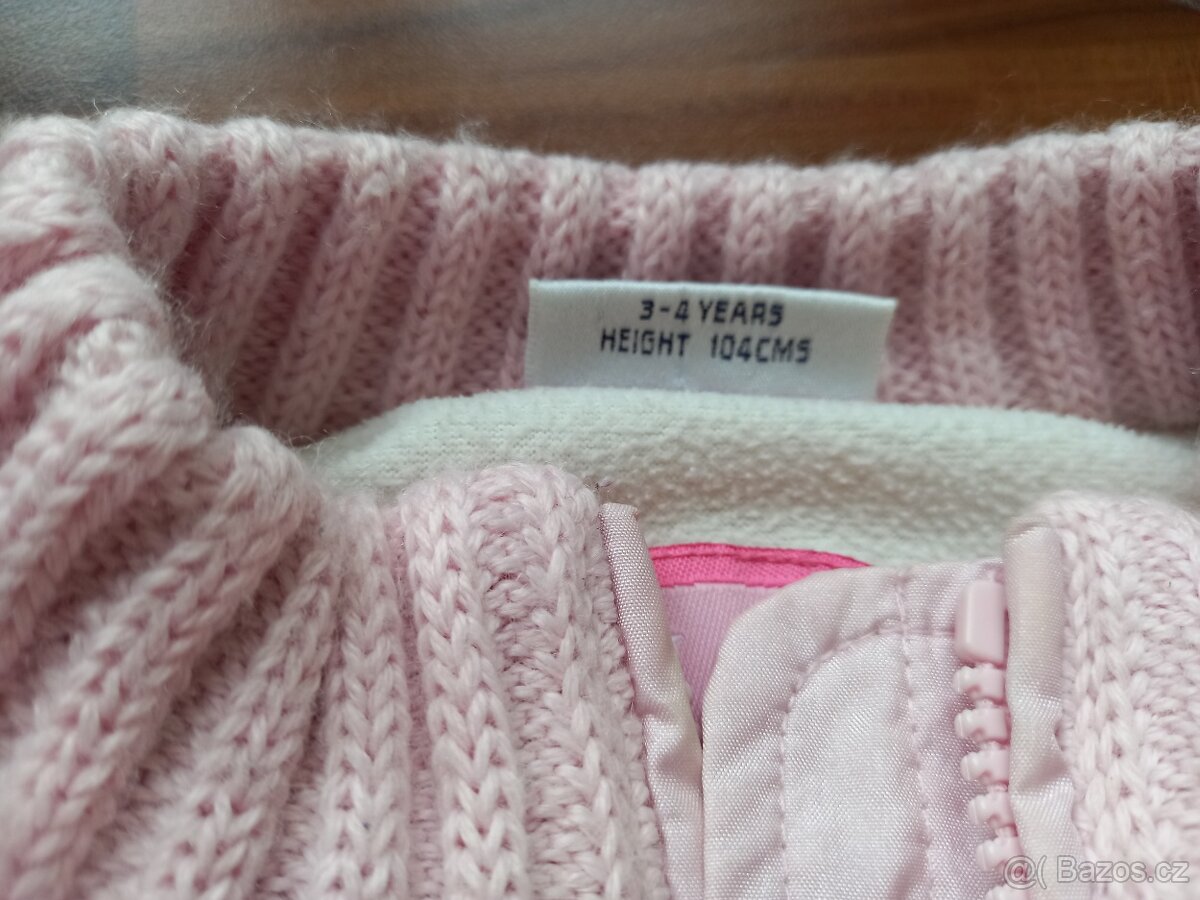 3-4 YEARS
HEIGHT 104CMS
@( Bazos.cz